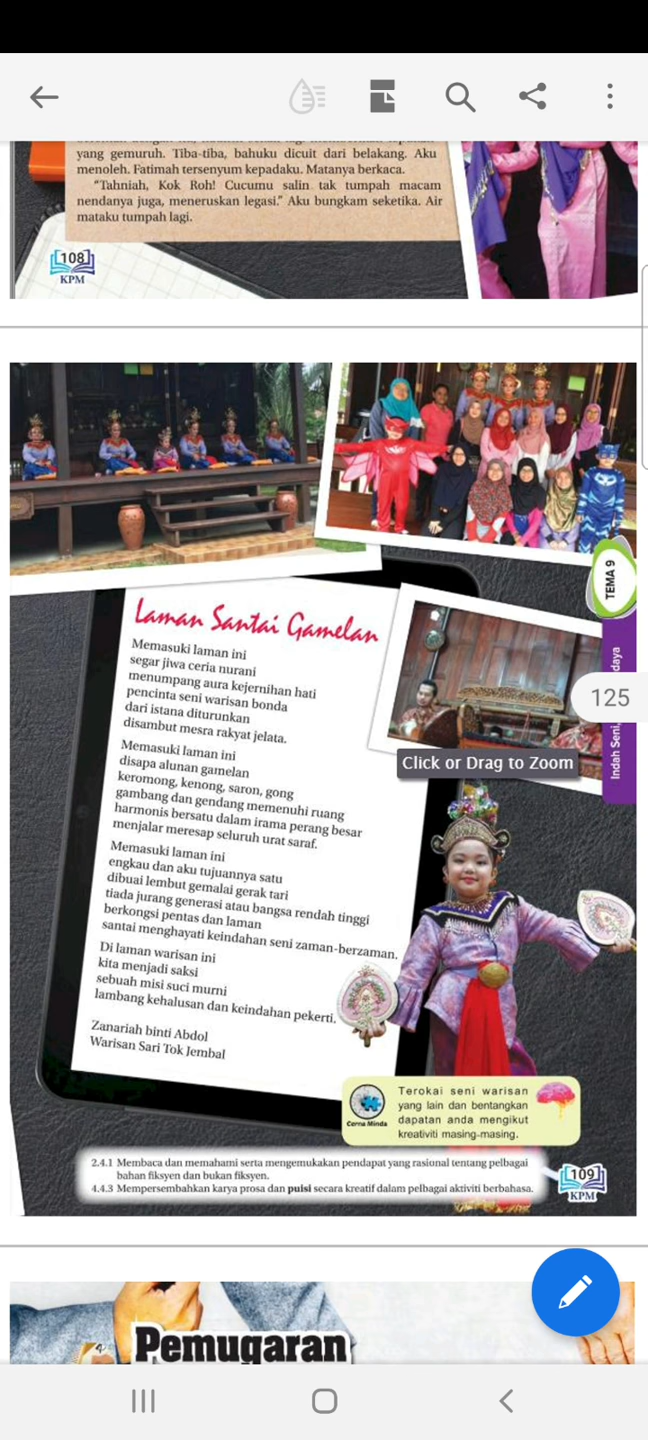 yang gemuruh. Tiba-tiba, bahuku dicuit dari belakang. Aku
menoleh. Fatimah tersenyum kepadaku. Matanya berkaca.
"Tahniah, Kok Roh! Cucumu salin tak tumpah macam
nendanya juga, meneruskan legasi." Aku bungkam seketika. Air
mataku tumpah lagi.
108
KPM
TEMA 9
Indah Seni,
daya
125
Laman Santai Gamelan
Memasuki laman ini
segar jiwa ceria nurani
menumpang aura kejernihan hati
pencinta seni warisan bonda
dari istana diturunkan
disambut mesra rakyat jelata.
Memasuki laman ini
disapa alunan gamelan
keromong, kenong, saron, gong
gambang dan gendang memenuhi ruang
harmonis bersatu dalam irama perang besar
menjalar meresap seluruh urat saraf.
Memasuki laman ini
engkau dan aku tujuannya satu
dibuai lembut gemalai gerak tari
tiada jurang generasi atau bangsa rendah tinggi
berkongsi pentas dan laman
santai menghayati keindahan seni zaman-berzaman.
Di laman warisan ini
kita menjadi saksi
sebuah misi suci murni
lambang kehalusan dan keindahan pekerti.
Zanariah binti Abdol
Warisan Sari Tok Jembal
Click or Drag to Zoom
Cerna Minda
Terokai seni warisan
yang lain dan bentangkan
dapatan anda mengikut
kreativiti masing-masing.
2.4.1 Membaca dan memahami serta mengemukakan pendapat yang rasional tentang pelbagai
bahan fiksyen dan bukan fiksyen.
4.4.3 Mempersembahkan karya prosa dan puisi secara kreatif dalam pelbagai aktiviti berbahasa.
109
KPM
Pemugaran